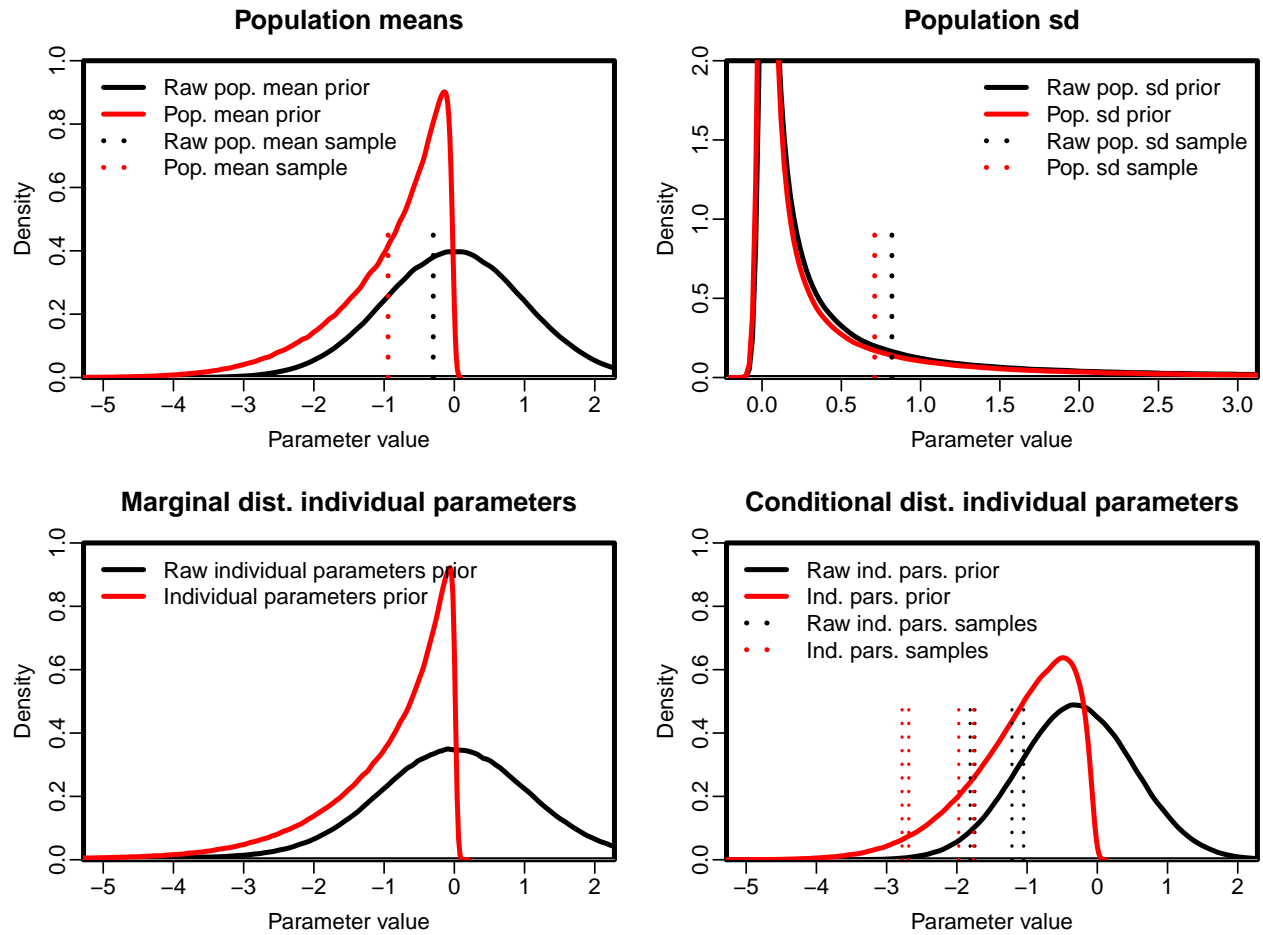 Population means
Raw pop. mean prior
Pop. mean prior
Raw pop. mean sample
Pop. mean sample
Density
0.0 0.2 0.4 0.6 0.8 1.0
−5 −4 −3 −2 −1 0 1 2
Parameter value
Population sd
Raw pop. sd prior
Pop. sd prior
Raw pop. sd sample
Pop. sd sample
Density
0.0 0.5 1.0 1.5 2.0
0.0 0.5 1.0 1.5 2.0 2.5 3.0
Parameter value
Marginal dist. individual parameters
Raw individual parameters prior
Individual parameters prior
Density
0.0 0.2 0.4 0.6 0.8 1.0
−5 −4 −3 −2 −1 0 1 2
Parameter value
Conditional dist. individual parameters
Raw ind. pars. prior
Ind. pars. prior
Raw ind. pars. samples
Ind. pars. samples
Density
0.0 0.2 0.4 0.6 0.8 1.0
−5 −4 −3 −2 −1 0 1 2
Parameter value